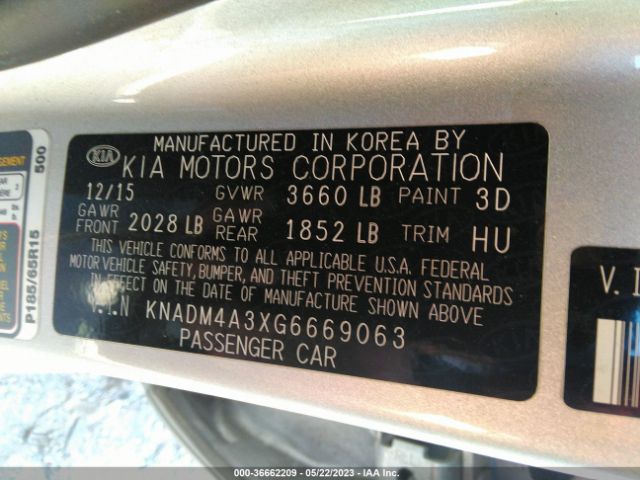 MANUFACTURED IN KOREA BY
KIA KIA MOTORS CORPORATION
12/15 GVWR 3660 LB PAINT 3D
GAWR FRONT 2028 LB GAWR REAR 1852 LB TRIM HU
THIS VEHICLE CONFORMS TO ALL APPLICABLE U.S.A. FEDERAL
MOTOR VEHICLE SAFETY, BUMPER, AND THEFT PREVENTION STANDARDS
IN EFFECT ON THE DATE OF MANUFACTURE SHOWN ABOVE
V.I.N KNADM4A3XG6669063
PASSENGER CAR
P185/65R15
500
V.I
000-36662209 - 05/22/2023 - IAA Inc.